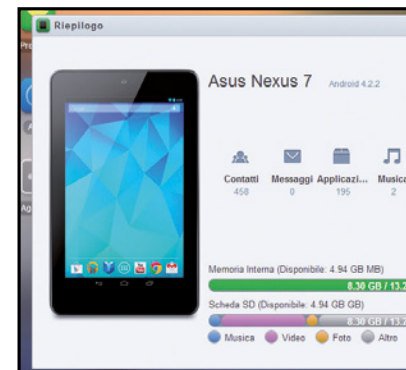 Riepilogo
Asus Nexus 7 Android 4.2.2
Contatti Messaggi Applicazi... Musica
458 0 195 2
Memoria Interna (Disponibile: 4.94 GB MB)
8.30 GB / 13.2
Scheda SD (Disponibile: 4.94 GB GB)
8.30 GB / 13.2
Musica Video Foto Altro